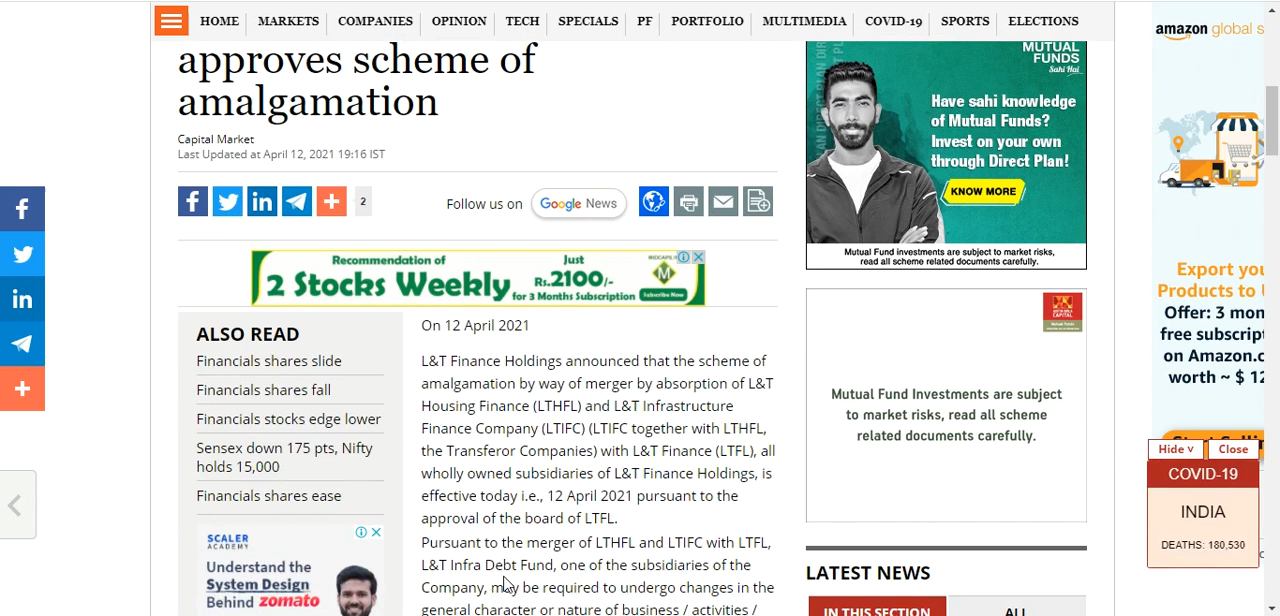 HOME
MARKETS
COMPANIES
OPINION
TECH
SPECIALS
PF
PORTFOLIO
MULTIMEDIA
COVID-19
SPORTS
ELECTIONS
approves scheme of
amalgamation
Capital Market
Last Updated at April 12, 2021 19:16 IST
2
Follow us on
Google News
Recommendation of
2 Stocks Weekly
Just
Rs.2100/-
for 3 Months Subscription
Subscribe Now
ALSO READ
Financials shares slide
Financials shares fall
Financials stocks edge lower
Sensex down 175 pts, Nifty
holds 15,000
Financials shares ease
SCALER
ACADEMY
Understand the
System Design
Behind zomato
On 12 April 2021
L&T Finance Holdings announced that the scheme of
amalgamation by way of merger by absorption of L&T
Housing Finance (LTHFL) and L&T Infrastructure
Finance Company (LTIFC) (LTIFC together with LTHFL,
the Transferor Companies) with L&T Finance (LTFL), all
wholly owned subsidiaries of L&T Finance Holdings, is
effective today i.e., 12 April 2021 pursuant to the
approval of the board of LTFL.
Pursuant to the merger of LTHFL and LTIFC with LTFL,
L&T Infra Debt Fund, one of the subsidiaries of the
Company, may be required to undergo changes in the
general character or nature of business / activities /
MUTUAL
FUNDS
Sahi Hai
Have sahi knowledge
of Mutual Funds?
Invest on your own
through Direct Plan!
KNOW MORE
Mutual Fund investments are subject to market risks,
read all scheme related documents carefully.
CAPITAL
Mutual Funds
Mutual Fund Investments are subject
to market risks, read all scheme
related documents carefully.
LATEST NEWS
IN THIS SECTION
ALL
amazon global s
Export you
Products to
Offer: 3 mon
free subscript
on Amazon.c
worth ~ $ 12
Hide v
Close
COVID-19
INDIA
DEATHS: 180,530